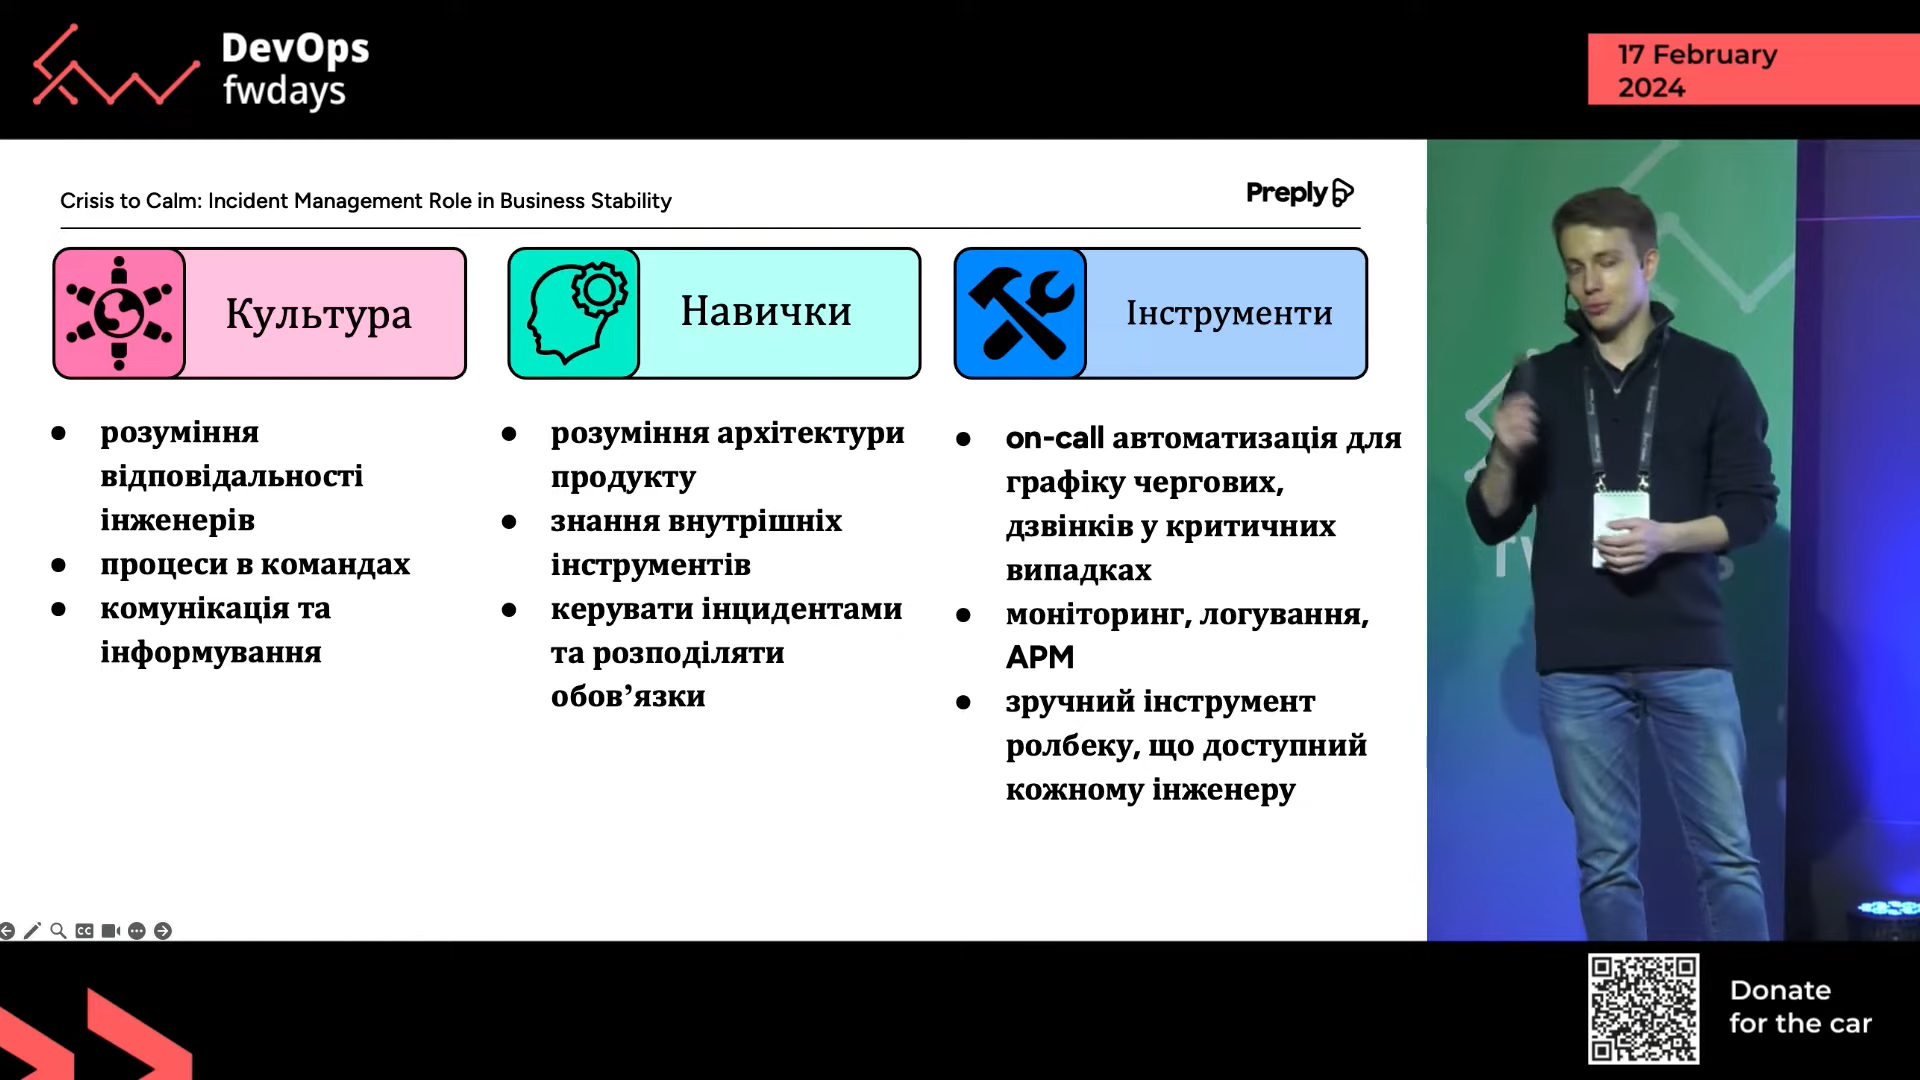 DevOps
fwdays
17 February
2024
Crisis to Calm: Incident Management Role in Business Stability
Preply
Культура
Навички
Інструменти
розуміння
відповідальності
інженерів
процеси в командах
комунікація та
інформування
розуміння архітектури
продукту
знання внутрішніх
інструментів
керувати інцидентами
та розподіляти
обов’язки
on-call автоматизація для
графіку чергових,
дзвінків у критичних
випадках
моніторинг, логування,
APM
зручний інструмент
ролбеку, що доступний
кожному інженеру
CC
Donate
for the car